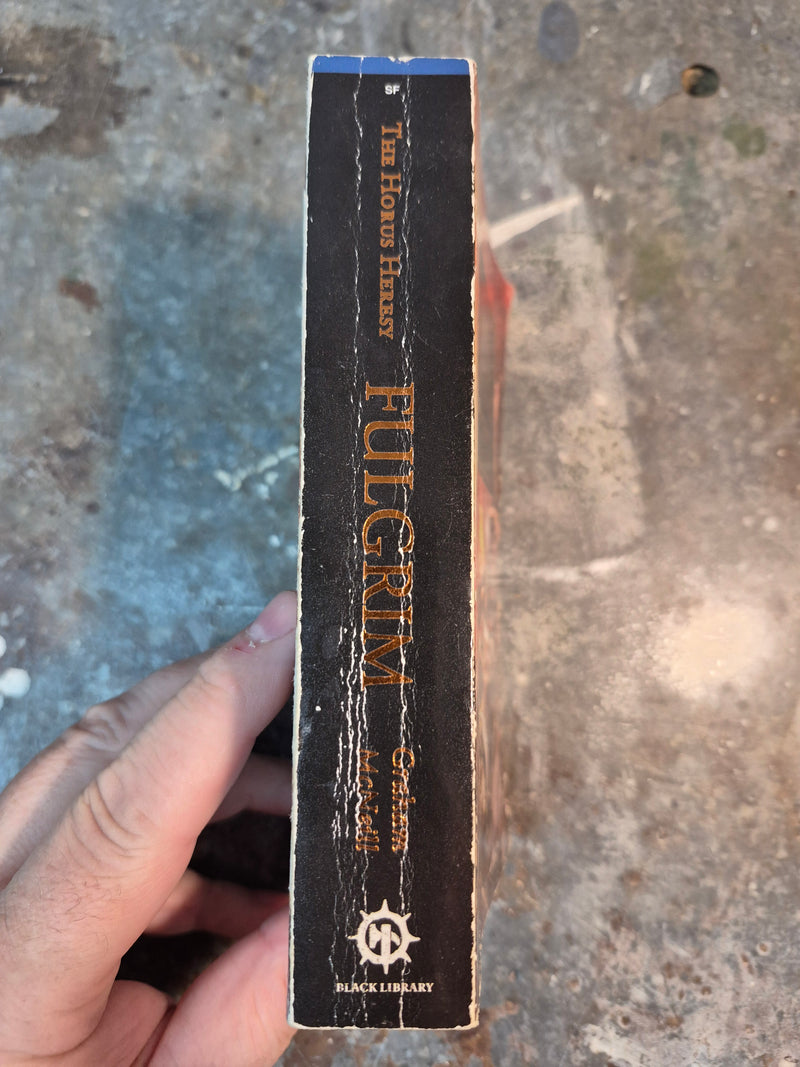 SF
THE HORUS HERESY
FULGRIM
Graham
McNeill
BLACK LIBRARY